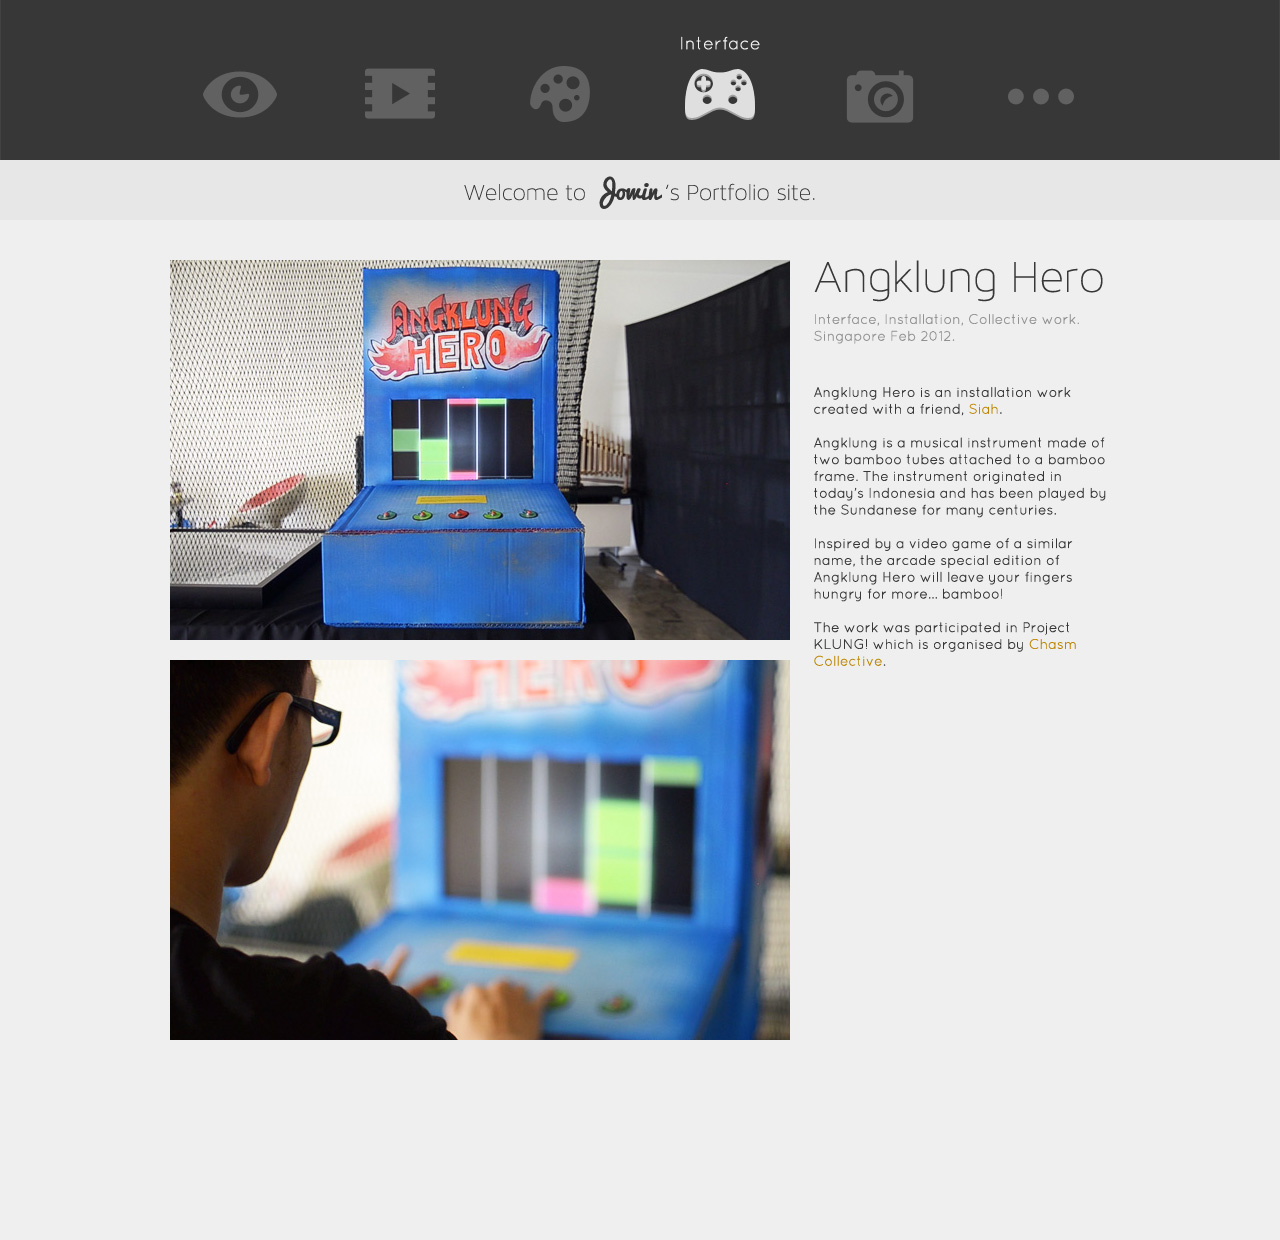 Interface
Welcome to Jowin's Portfolio site.
ANGKLUNG
HERO
Angklung Hero
Interface, Installation, Collective work.
Singapore Feb 2012.
Angklung Hero is an installation work
created with a friend, Siah.
Angklung is a musical instrument made of
two bamboo tubes attached to a bamboo
frame. The instrument originated in
today's Indonesia and has been played by
the Sundanese for many centuries.
Inspired by a video game of a similar
name, the arcade special edition of
Angklung Hero will leave your fingers
hungry for more... bamboo!
The work was participated in Project
KLUNG! which is organised by Chasm
Collective.
HERO